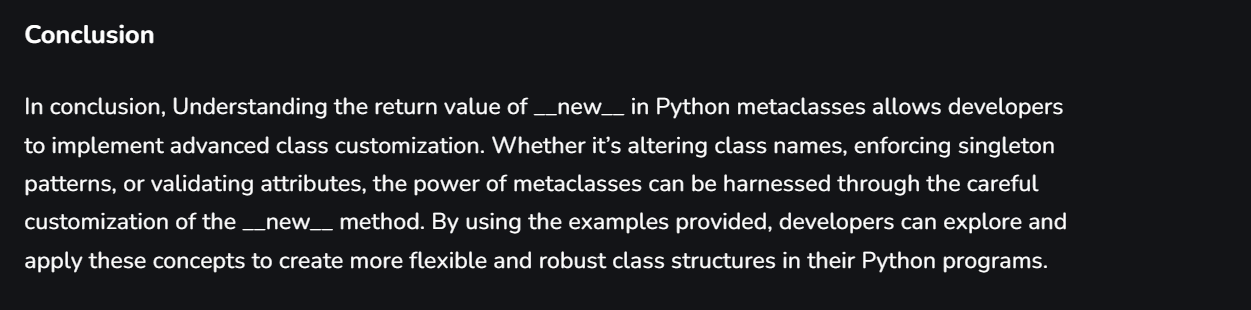 Conclusion
In conclusion, Understanding the return value of __new__ in Python metaclasses allows developers
to implement advanced class customization. Whether it’s altering class names, enforcing singleton
patterns, or validating attributes, the power of metaclasses can be harnessed through the careful
customization of the __new__ method. By using the examples provided, developers can explore and
apply these concepts to create more flexible and robust class structures in their Python programs.